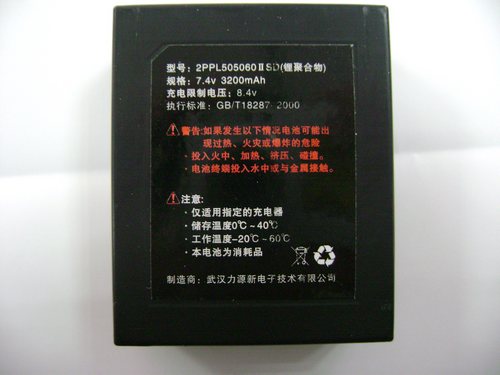 型号: 2PPL505060ⅡSD(锂聚合物)
规格: 7.4v 3200mAh
充电限制电压: 8.4v
执行标准: GB/T18287-2000
警告:如果发生以下情况电池可能出
现过热、火灾或爆炸的危险
·投入火中、加热、挤压、碰撞。
·电池终端投入水中或与金属接触。
注意:
·仅适用指定的充电器
·储存温度0℃~40℃
·工作温度-20℃~60℃
·本电池为消耗品
制造商: 武汉力源新电子技术有限公司